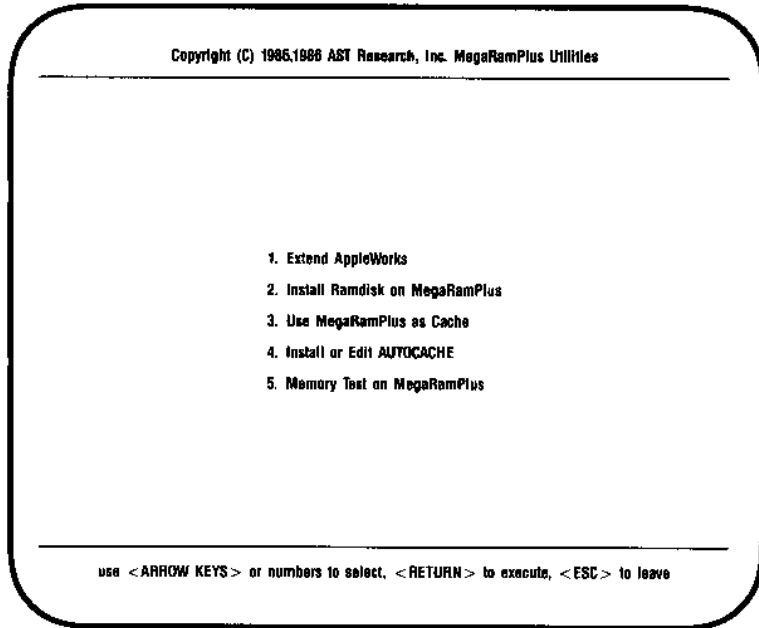 Copyright (C) 1985,1986 AST Research, Inc. MegaRamPlus Utilities
1. Extend AppleWorks
2. Install Ramdisk on MegaRamPlus
3. Use MegaRamPlus as Cache
4. Install or Edit AUTOCACHE
5. Memory Test on MegaRamPlus
use <ARROW KEYS> or numbers to select, <RETURN> to execute, <ESC> to leave